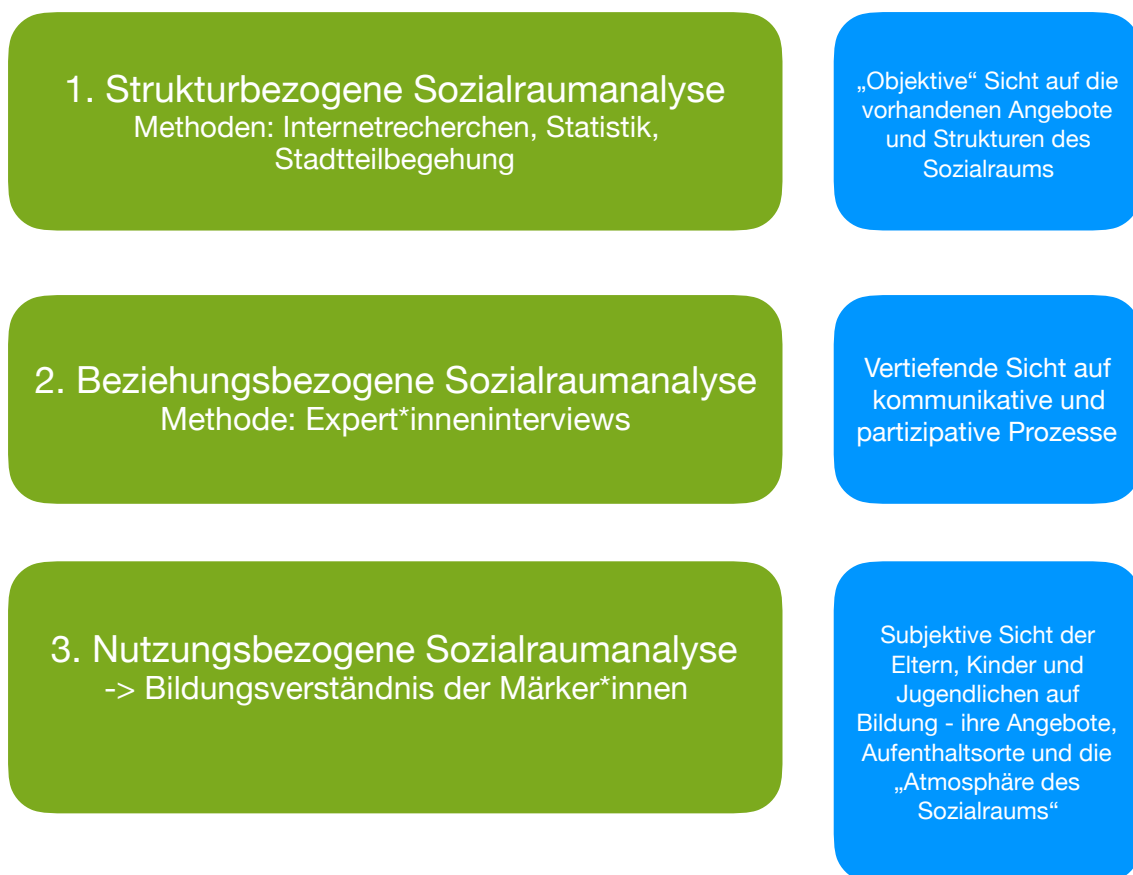 1. Strukturbezogene Sozialraumanalyse
Methoden: Internetrecherchen, Statistik,
Stadtteilbegehung
„Objektive“ Sicht auf die
vorhandenen Angebote
und Strukturen des
Sozialraums
2. Beziehungsbezogene Sozialraumanalyse
Methode: Expert*inneninterviews
Vertiefende Sicht auf
kommunikative und
partizipative Prozesse
3. Nutzungsbezogene Sozialraumanalyse
-> Bildungsverständnis der Märker*innen
Subjektive Sicht der
Eltern, Kinder und
Jugendlichen auf
Bildung - ihre Angebote,
Aufenthaltsorte und die
„Atmosphäre des
Sozialraums“